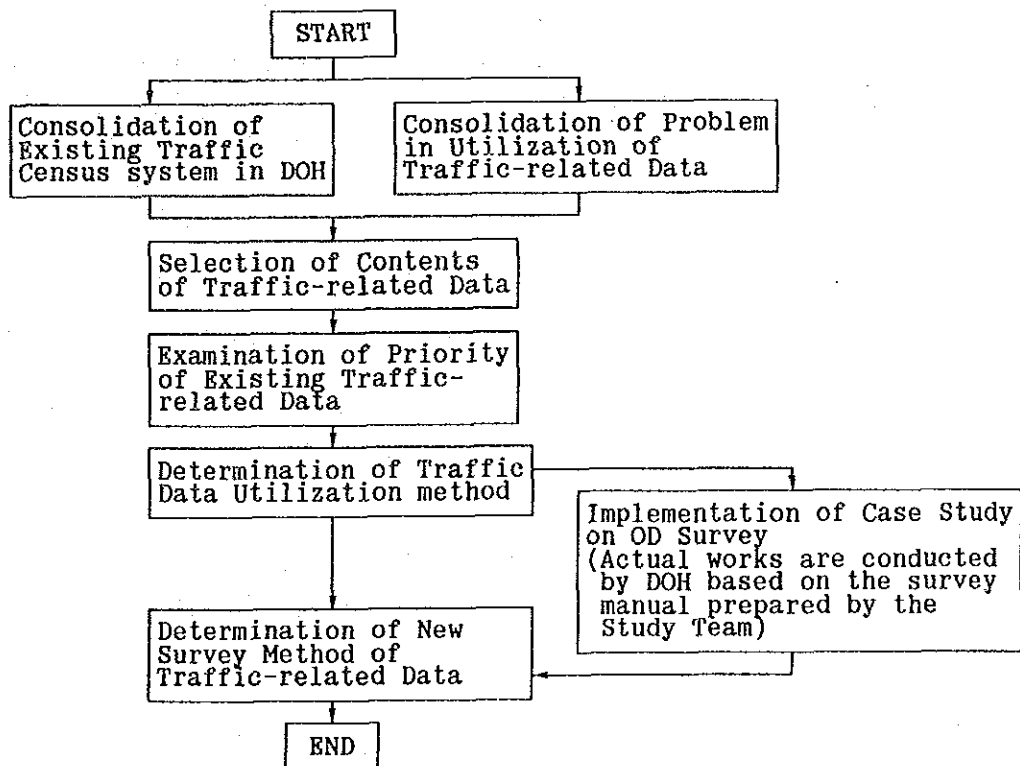 START
Consolidation of
Existing Traffic
Census system in DOH
Consolidation of Problem
in Utilization of
Traffic-related Data
Selection of Contents
of Traffic-related Data
Examination of Priority
of Existing Traffic-
related Data
Determination of Traffic
Data Utilization method
Implementation of Case Study
on OD Survey
(Actual works are conducted
by DOH based on the survey
manual prepared by the
Study Team)
Determination of New
Survey Method of
Traffic-related Data
END